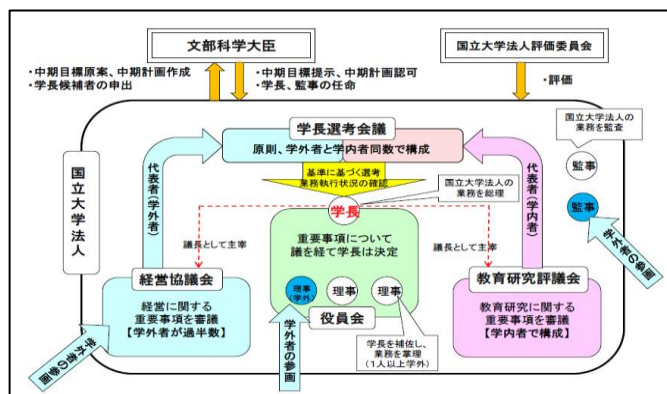 文部科学大臣
国立大学法人評価委員会
・中期目標原案、中期計画作成
・学長候補者の申出
・中期目標提示、中期計画認可
・学長、監事の任命
・評価
国立大学法人
学長選考会議
原則、学外者と学内者同数で構成
国立大学法人の
業務を監査
代表者(学外者)
代表者(学内者)
基準に基づく選考
業務執行状況の確認
国立大学法人の
業務を総理
監事
監事
学外者の参画
学長
議長として主宰
議長として主宰
重要事項について
議を経て学長は決定
経営協議会
経営に関する
重要事項を審議
【学外者が過半数】
学外者の参画
理事
(学外)
理事
理事
役員会
学外者の参画
学長を補佐し、
業務を掌理
(1人以上学外)
教育研究評議会
教育研究に関する
重要事項を審議
【学内者で構成】